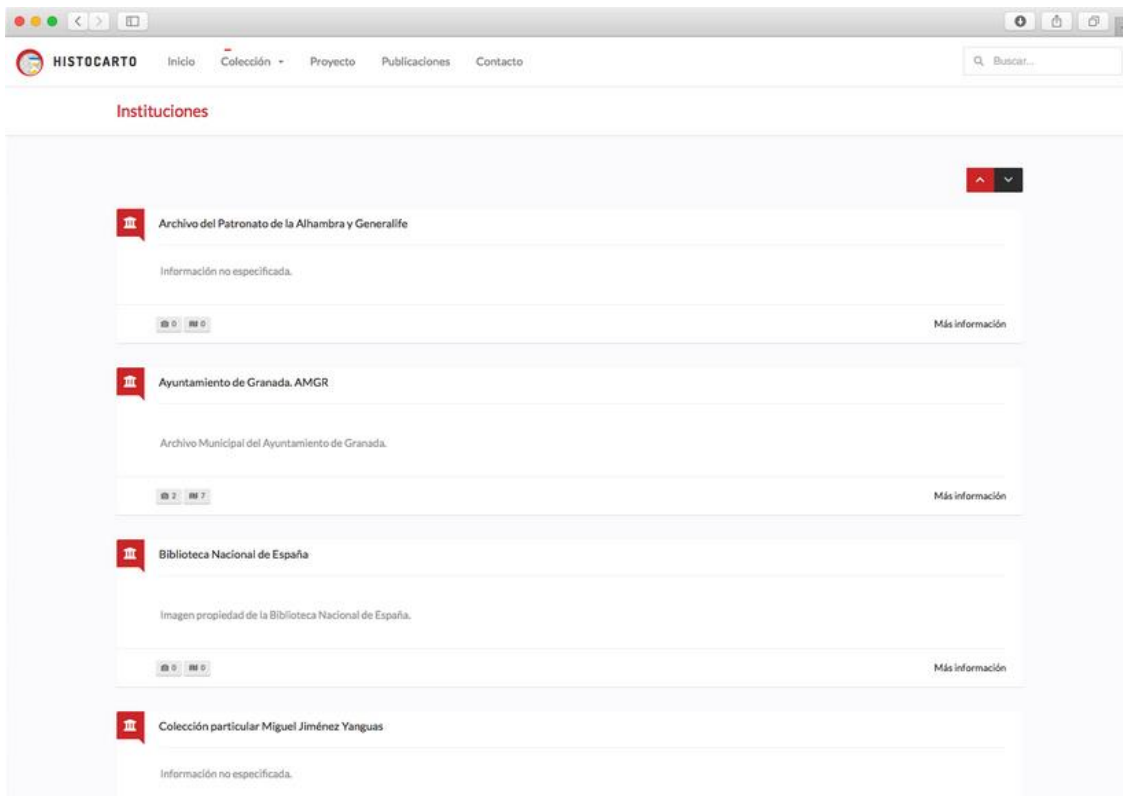 HISTOCARTO Inicio Colección Proyecto Publicaciones Contacto Buscar...
Instituciones
Archivo del Patronato de la Alhambra y Generalife
Información no especificada.
0 0 Más información
Ayuntamiento de Granada. AMGR
Archivo Municipal del Ayuntamiento de Granada.
2 7 Más información
Biblioteca Nacional de España
Imagen propiedad de la Biblioteca Nacional de España.
0 0 Más información
Colección particular Miguel Jiménez Yanguas
Información no especificada.